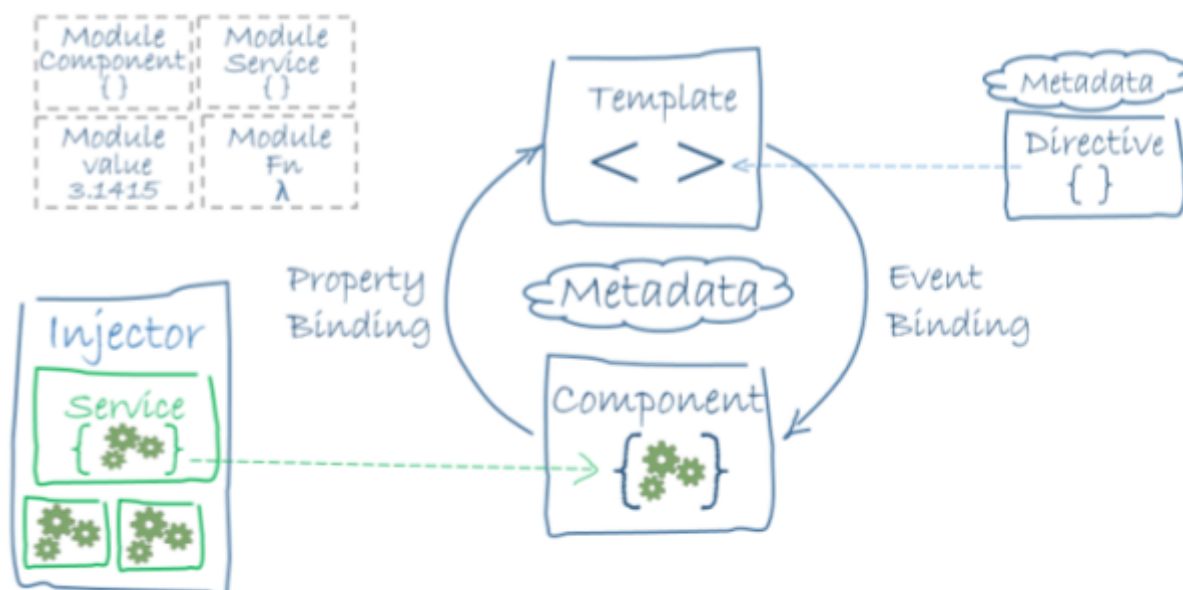 Module
Component
{ }
Module
Service
{ }
Module
value
3.1415
Module
Fn
λ
Template
< >
Metadata
Directive
{ }
Property
Binding
Metadata
Event
Binding
Injector
Service
{ }
Component
{ }